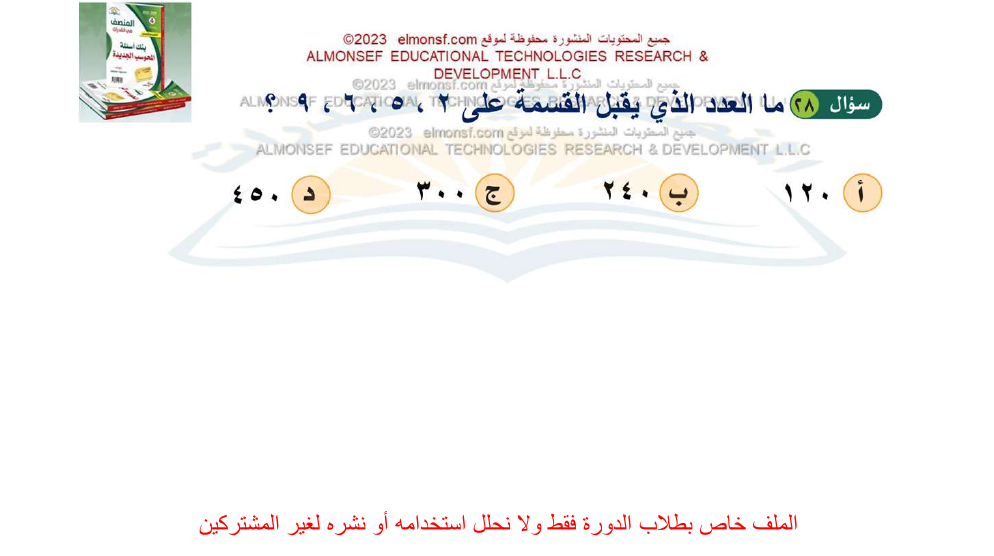 المنصف
في القدرات
بنك أسئلة
المحوسب الجديدة
جميع المحتويات المنشورة محفوظة لموقع elmonsf.com ©2023
ALMONSEF EDUCATIONAL TECHNOLOGIES RESEARCH &
DEVELOPMENT L.L.C
جميع المحتويات المنشورة محفوظة لموقع elmonsf.com ©2023
ALMONSEF EDUCATIONAL TECHNOLOGIES RESEARCH & DEVELOPMENT L.L.C
سؤال ٢٨ ما العدد الذي يقبل القسمة على ٢ ، ٥ ، ٦ ، ٩ ؟
جميع المحتويات المنشورة محفوظة لموقع elmonsf.com ©2023
ALMONSEF EDUCATIONAL TECHNOLOGIES RESEARCH & DEVELOPMENT L.L.C
أ ١٢٠ ب ٢٤٠ ج ٣٠٠ د ٤٥٠
الملف خاص بطلاب الدورة فقط ولا نحلل استخدامه أو نشره لغير المشتركين